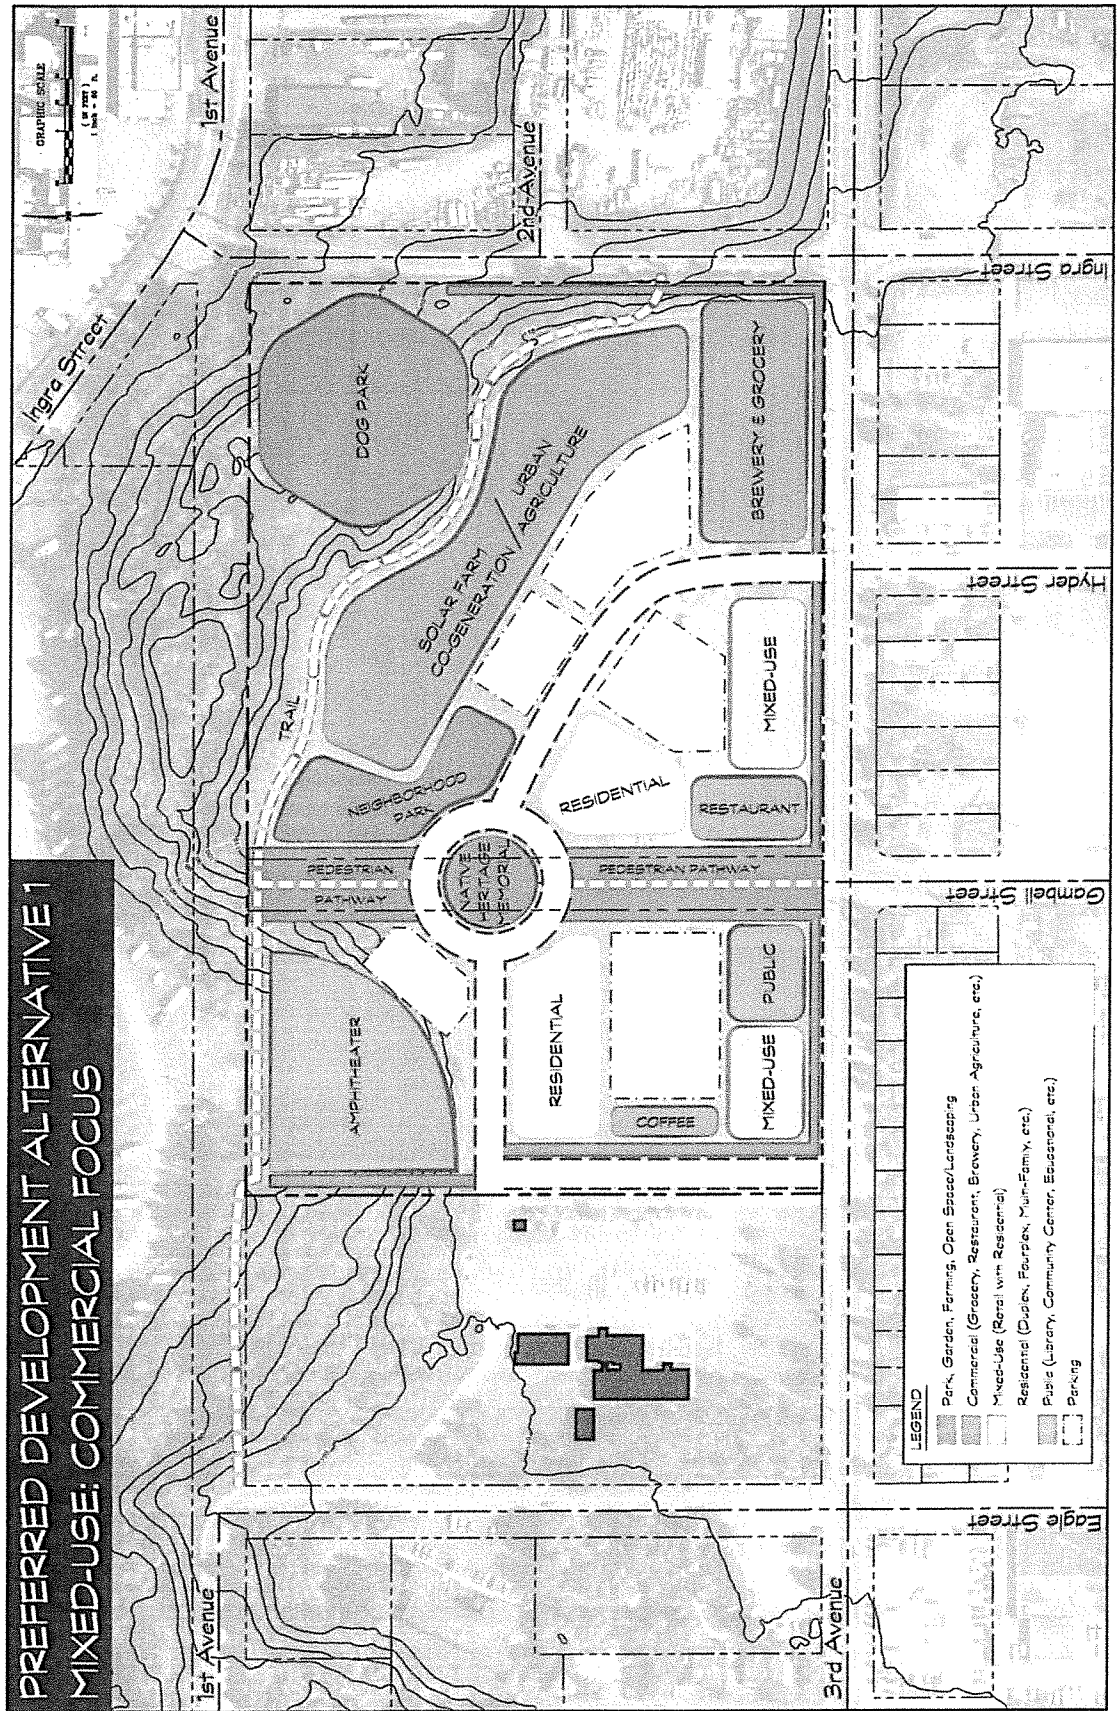 PREFERRED DEVELOPMENT ALTERNATIVE 1
MIXED-USE: COMMERCIAL FOCUS
GRAPHIC SCALE
( IN FEET )
1st Avenue
Ingra Street
1st Avenue
2nd Avenue
3rd Avenue
Eagle Street
Gambell Street
Hyder Street
Ingra Street
TRAIL
AMPHITHEATER
PEDESTRIAN
PATHWAY
NATIVE
HERITAGE
MEMORIAL
PEDESTRIAN PATHWAY
NEIGHBORHOOD
PARK
SOLAR FARM
CO-GENERATION / URBAN
AGRICULTURE
DOG PARK
RESIDENTIAL
COFFEE
MIXED-USE
PUBLIC
RESIDENTIAL
RESTAURANT
MIXED-USE
BREWERY & GROCERY
LEGEND
Park, Garden, Farming, Open Space/Landscaping
Commercial (Grocery, Restaurant, Brewery, Urban Agriculture, etc.)
Mixed-Use (Retail with Residential)
Residential (Duplex, Fourplex, Multi-Family, etc.)
Public (Library, Community Center, Educational, etc.)
Parking